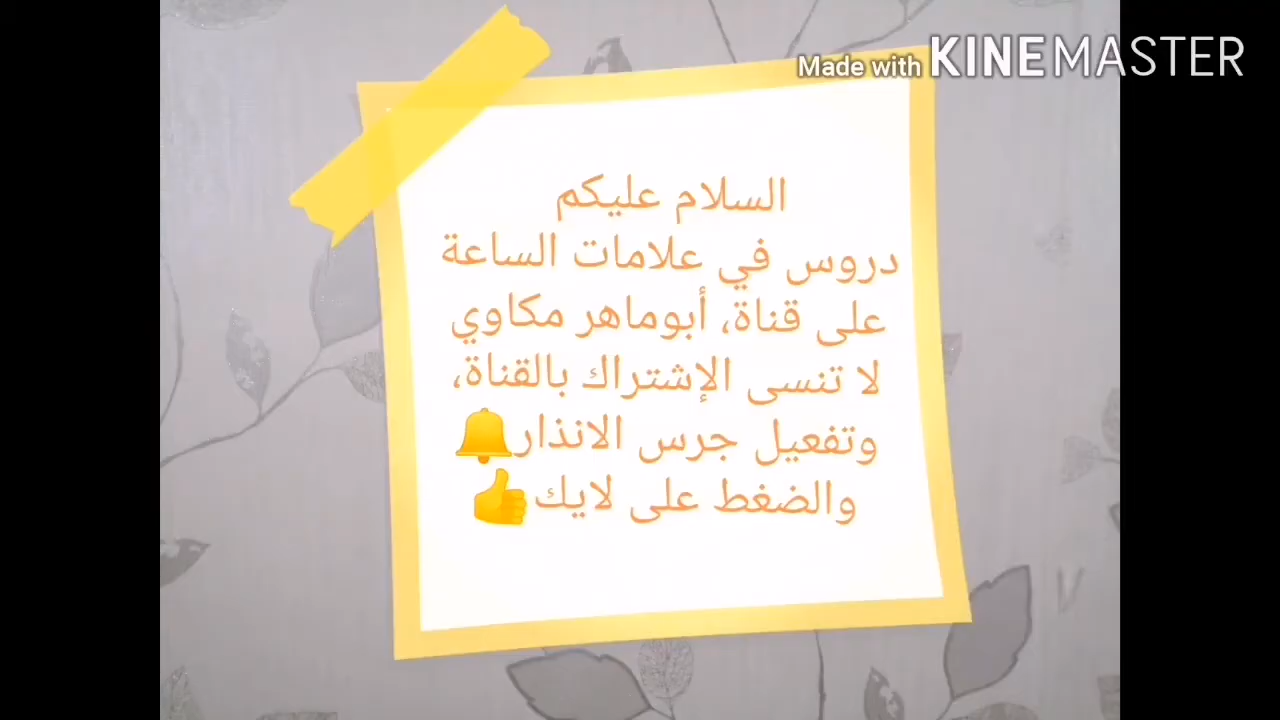 Made with KINEMASTER
السلام عليكم
دروس في علامات الساعة
على قناة، أبوماهر مكاوي
لا تنسى الإشتراك بالقناة،
وتفعيل جرس الانذار🔔
والضغط على لايك👍